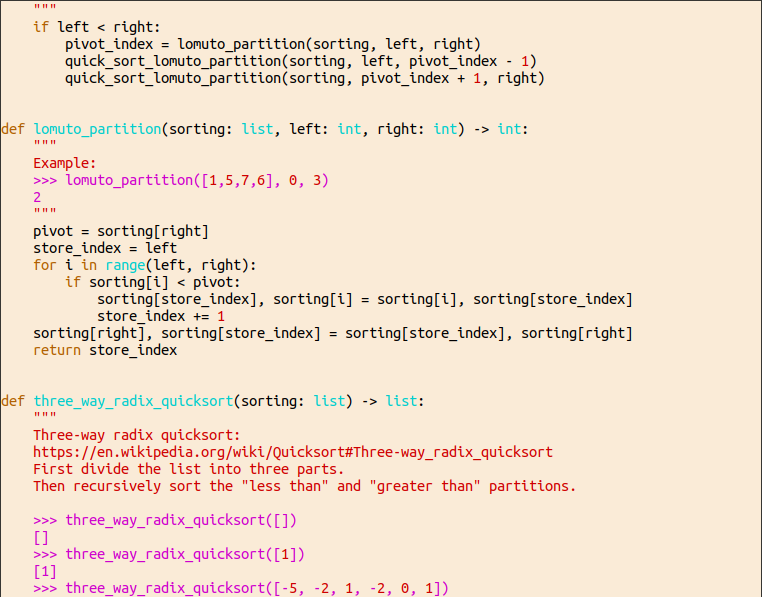 """
    if left < right:
        pivot_index = lomuto_partition(sorting, left, right)
        quick_sort_lomuto_partition(sorting, left, pivot_index - 1)
        quick_sort_lomuto_partition(sorting, pivot_index + 1, right)


def lomuto_partition(sorting: list, left: int, right: int) -> int:
    """
    Example:
    >>> lomuto_partition([1,5,7,6], 0, 3)
    2
    """
    pivot = sorting[right]
    store_index = left
    for i in range(left, right):
        if sorting[i] < pivot:
            sorting[store_index], sorting[i] = sorting[i], sorting[store_index]
            store_index += 1
    sorting[right], sorting[store_index] = sorting[store_index], sorting[right]
    return store_index


def three_way_radix_quicksort(sorting: list) -> list:
    """
    Three-way radix quicksort:
    https://en.wikipedia.org/wiki/Quicksort#Three-way_radix_quicksort
    First divide the list into three parts.
    Then recursively sort the "less than" and "greater than" partitions.

    >>> three_way_radix_quicksort([])
    []
    >>> three_way_radix_quicksort([1])
    [1]
    >>> three_way_radix_quicksort([-5, -2, 1, -2, 0, 1])